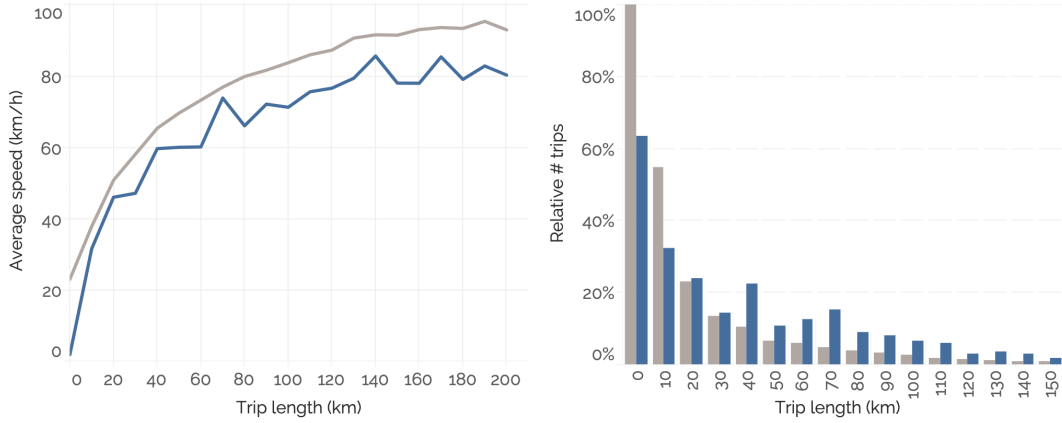 100
80
60
40
20
0
Average speed (km/h)
0 20 40 60 80 100 120 140 160 180 200
Trip length (km)
100%
80%
60%
40%
20%
0%
Relative # trips
0 10 20 30 40 50 60 70 80 90 100 110 120 130 140 150
Trip length (km)